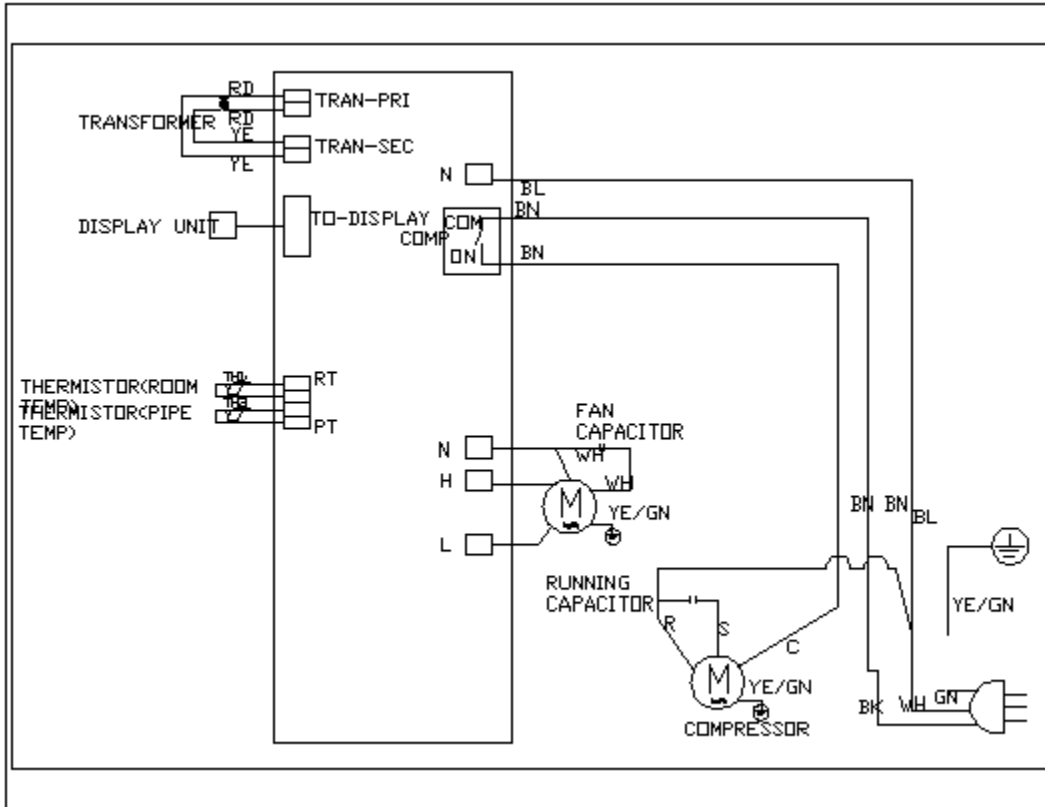 RD
TRAN-PRI
TRANSFORMER
RD
YE
TRAN-SEC
YE
N
BL
DISPLAY UNIT
TO-DISPLAY
COM
BN
COMP
ON
BN
TH1
THERMISTOR(ROOM
TEMP)
RT
TH2
THERMISTOR(PIPE
TEMP)
PT
FAN
CAPACITOR
N
WH
H
WH
M
YE/GN
L
BN
BN
BL
RUNNING
CAPACITOR
R
S
C
YE/GN
M
YE/GN
COMPRESSOR
BK
WH
GN